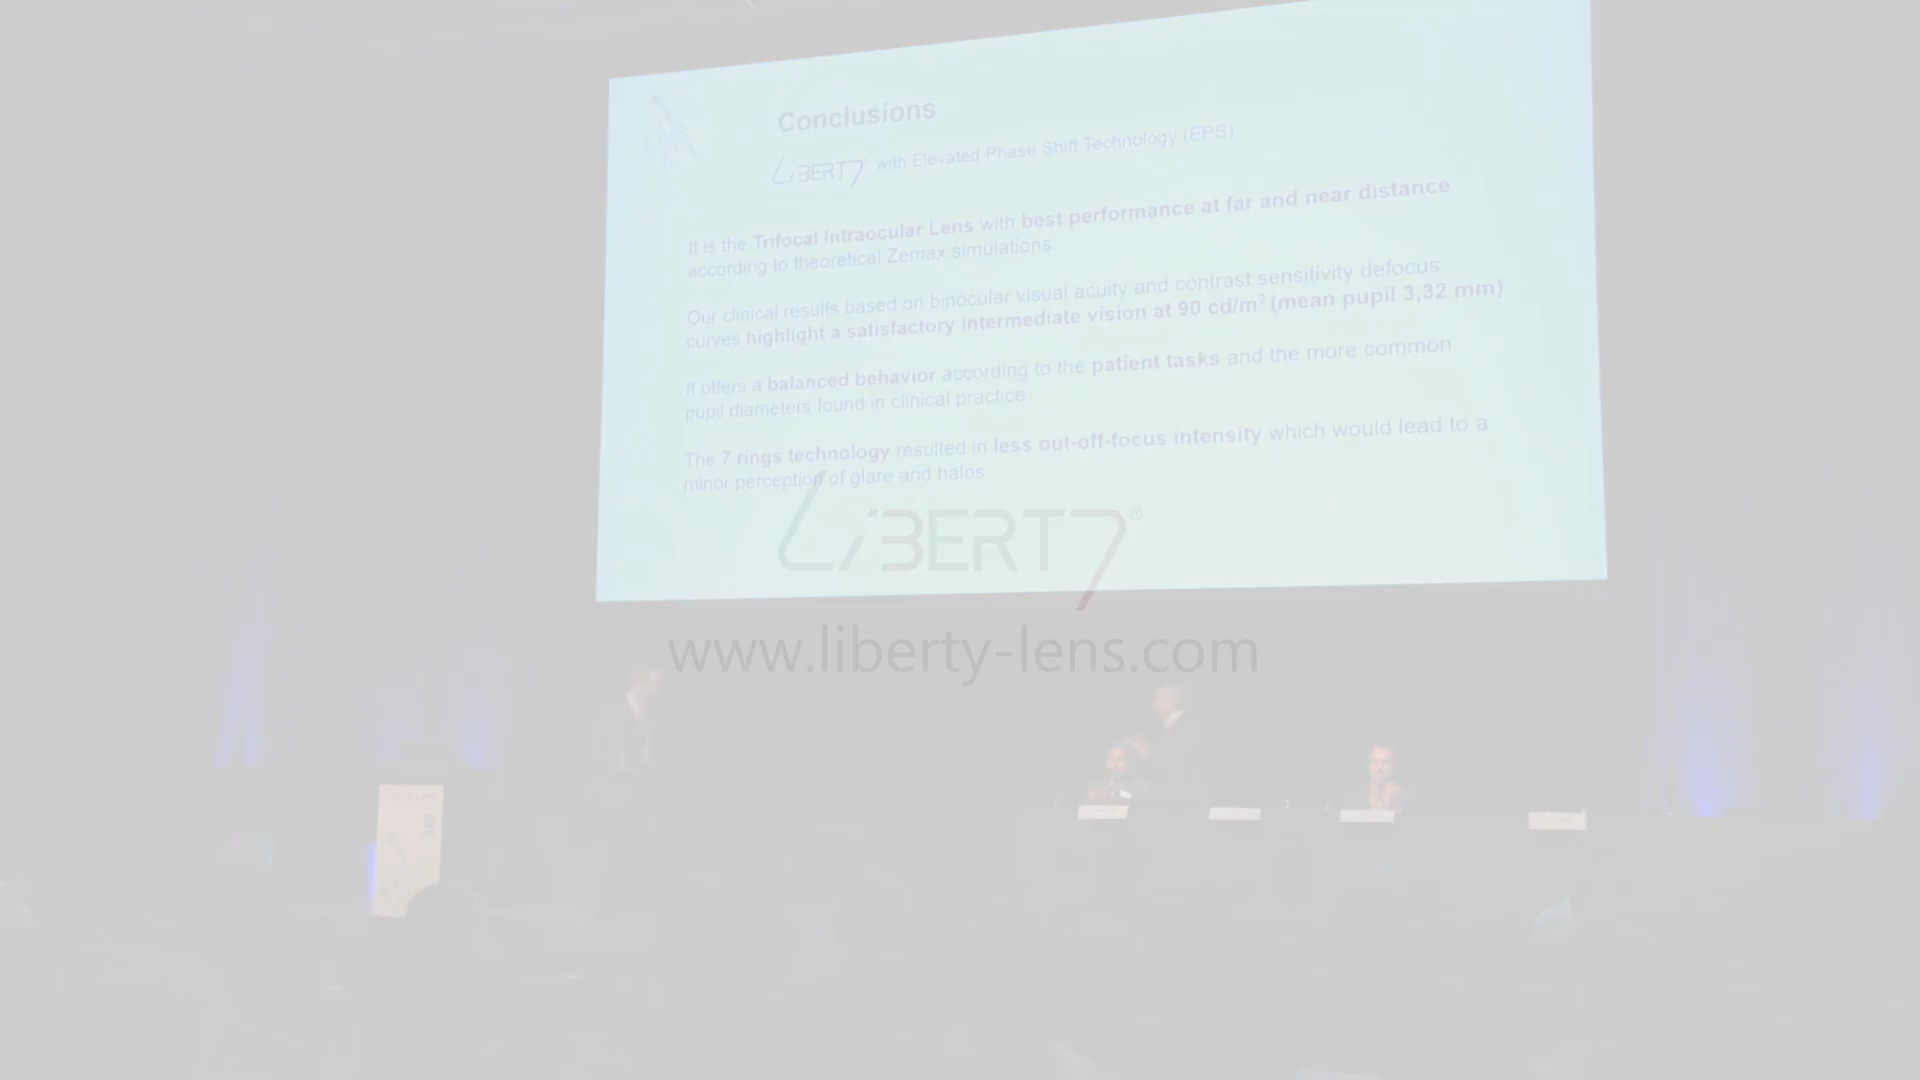 Conclusions
LIBERT7 with Elevated Phase Shift Technology (EPS)
It is the Trifocal Intraocular Lens with best performance at far and near distance
according to theoretical Zemax simulations
Our clinical results based on binocular visual acuity and contrast sensitivity defocus
curves highlight a satisfactory intermediate vision at 90 cd/m² (mean pupil 3,32 mm)
It offers a balanced behavior according to the patient tasks and the more common
pupil diameters found in clinical practice
The 7 rings technology resulted in less out-off-focus intensity which would lead to a
minor perception of glare and halos
LIBERT7®
www.liberty-lens.com